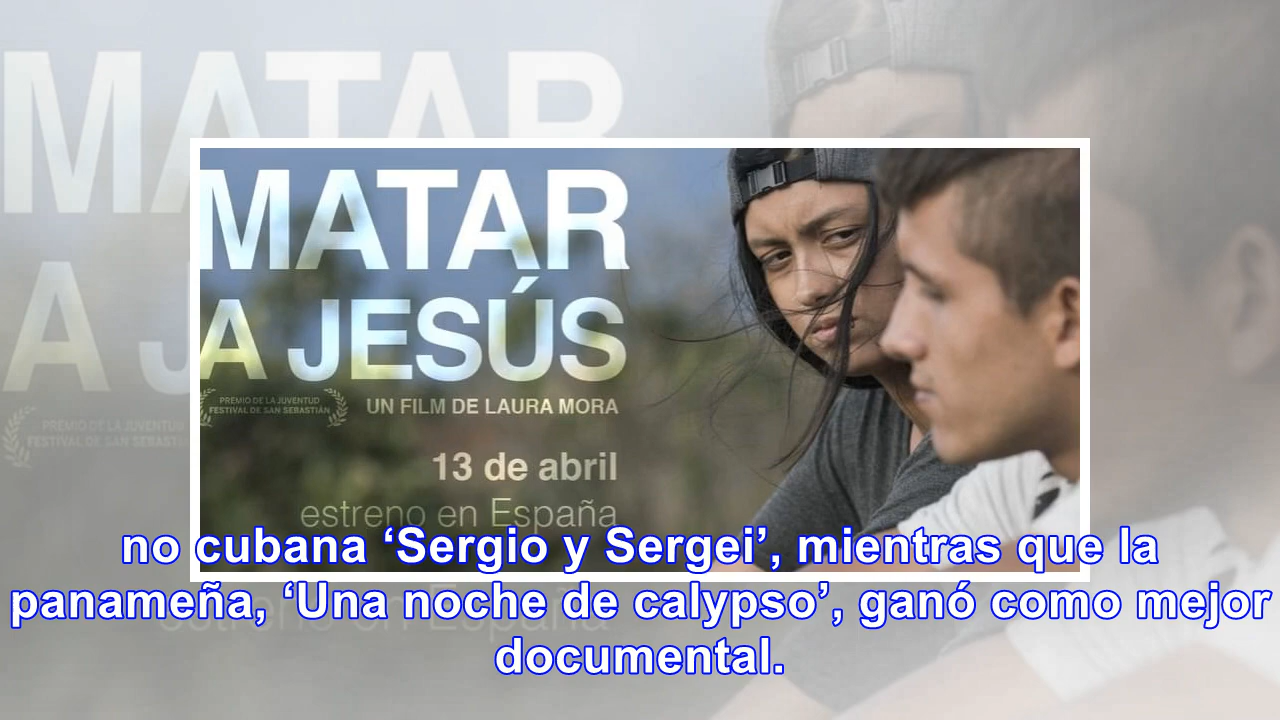 MATAR
A JESÚS
PREMIO DE LA JUVENTUD
FESTIVAL DE SAN SEBASTIÁN
UN FILM DE LAURA MORA
13 de abril
estreno en España
no cubana ‘Sergio y Sergei’, mientras que la
panameña, ‘Una noche de calypso’, ganó como mejor
documental.